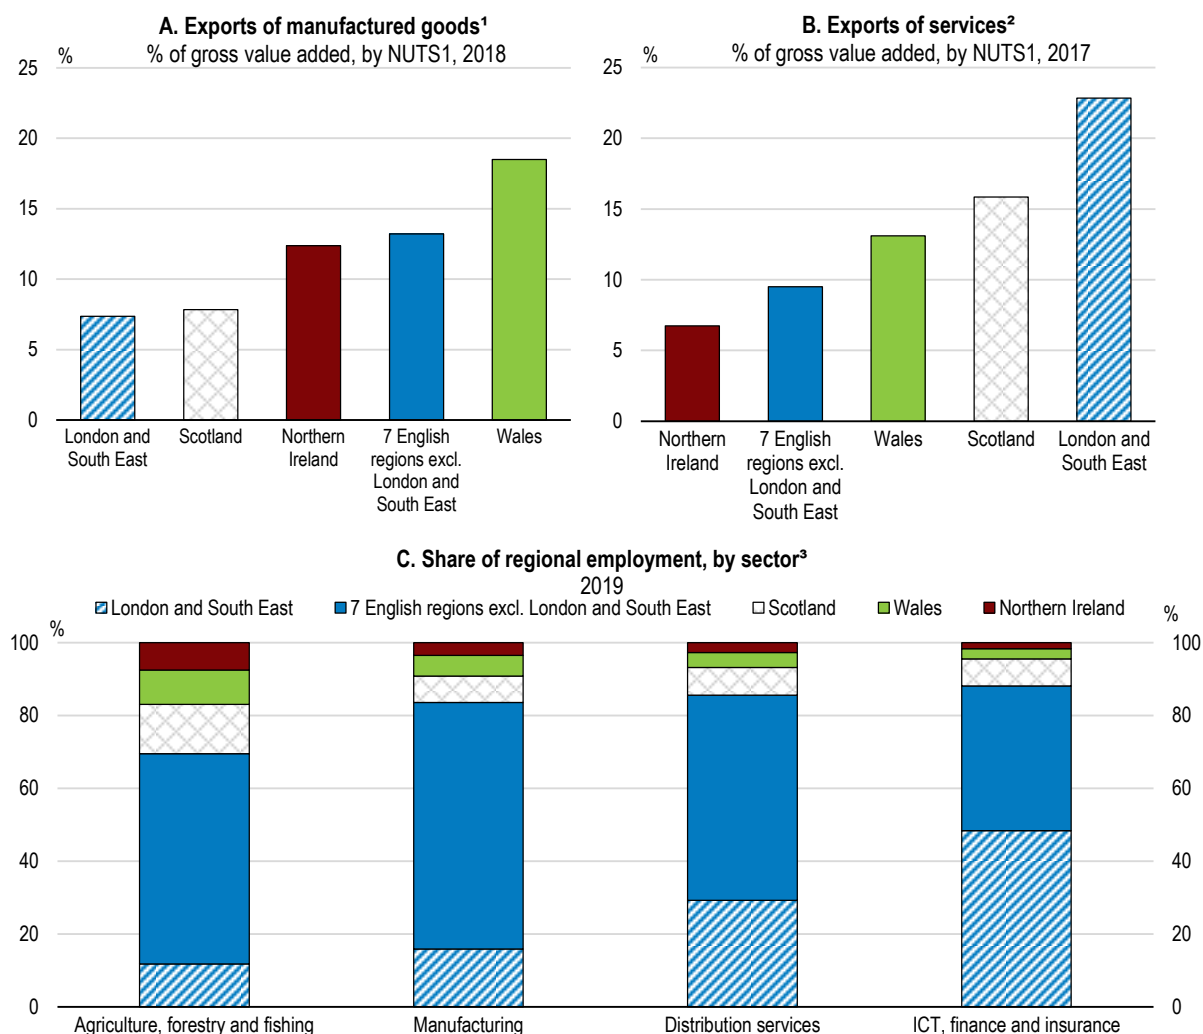 A. Exports of manufactured goods¹
% of gross value added, by NUTS1, 2018
%
25
20
15
10
5
0
London and
South East
Scotland
Northern
Ireland
7 English
regions excl.
London and
South East
Wales
B. Exports of services²
% of gross value added, by NUTS1, 2017
%
25
20
15
10
5
0
Northern
Ireland
7 English
regions excl.
London and
South East
Wales
Scotland
London and
South East
C. Share of regional employment, by sector³
2019
London and South East
7 English regions excl. London and South East
Scotland
Wales
Northern Ireland
%
100
80
60
40
20
0
%
100
80
60
40
20
0
Agriculture, forestry and fishing
Manufacturing
Distribution services
ICT, finance and insurance